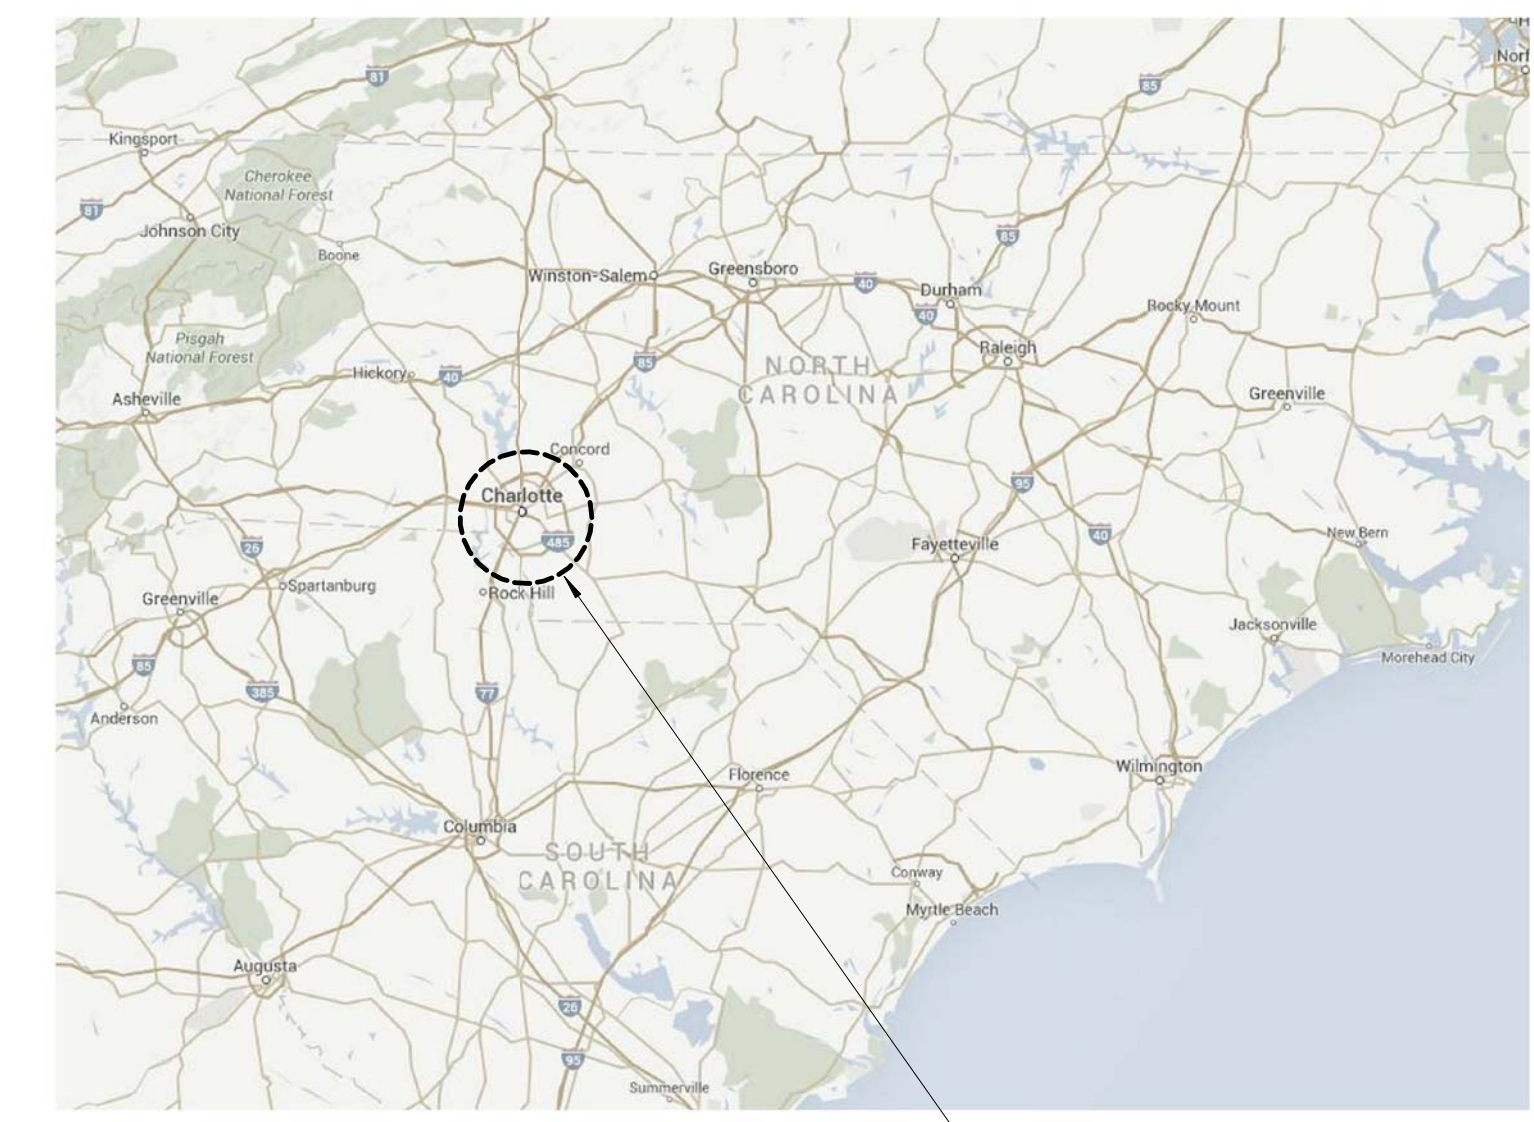 81
85
Norf
Kingsport
Cherokee
National Forest
81
Johnson City
Boone
85
Winston-Salem
Greensboro
40
Durham
40
Rocky Mount
Pisgah
National Forest
Raleigh
85
NORTH
CAROLINA
Hickory
40
Asheville
Greenville
Concord
Charlotte
95
485
26
40
New Bern
Fayetteville
Spartanburg
Greenville
Rock Hill
Jacksonville
Morehead City
85
385
77
Anderson
Wilmington
Florence
Columbia
SOUTH
CAROLINA
Conway
Myrtle Beach
Augusta
26
95
Summerville